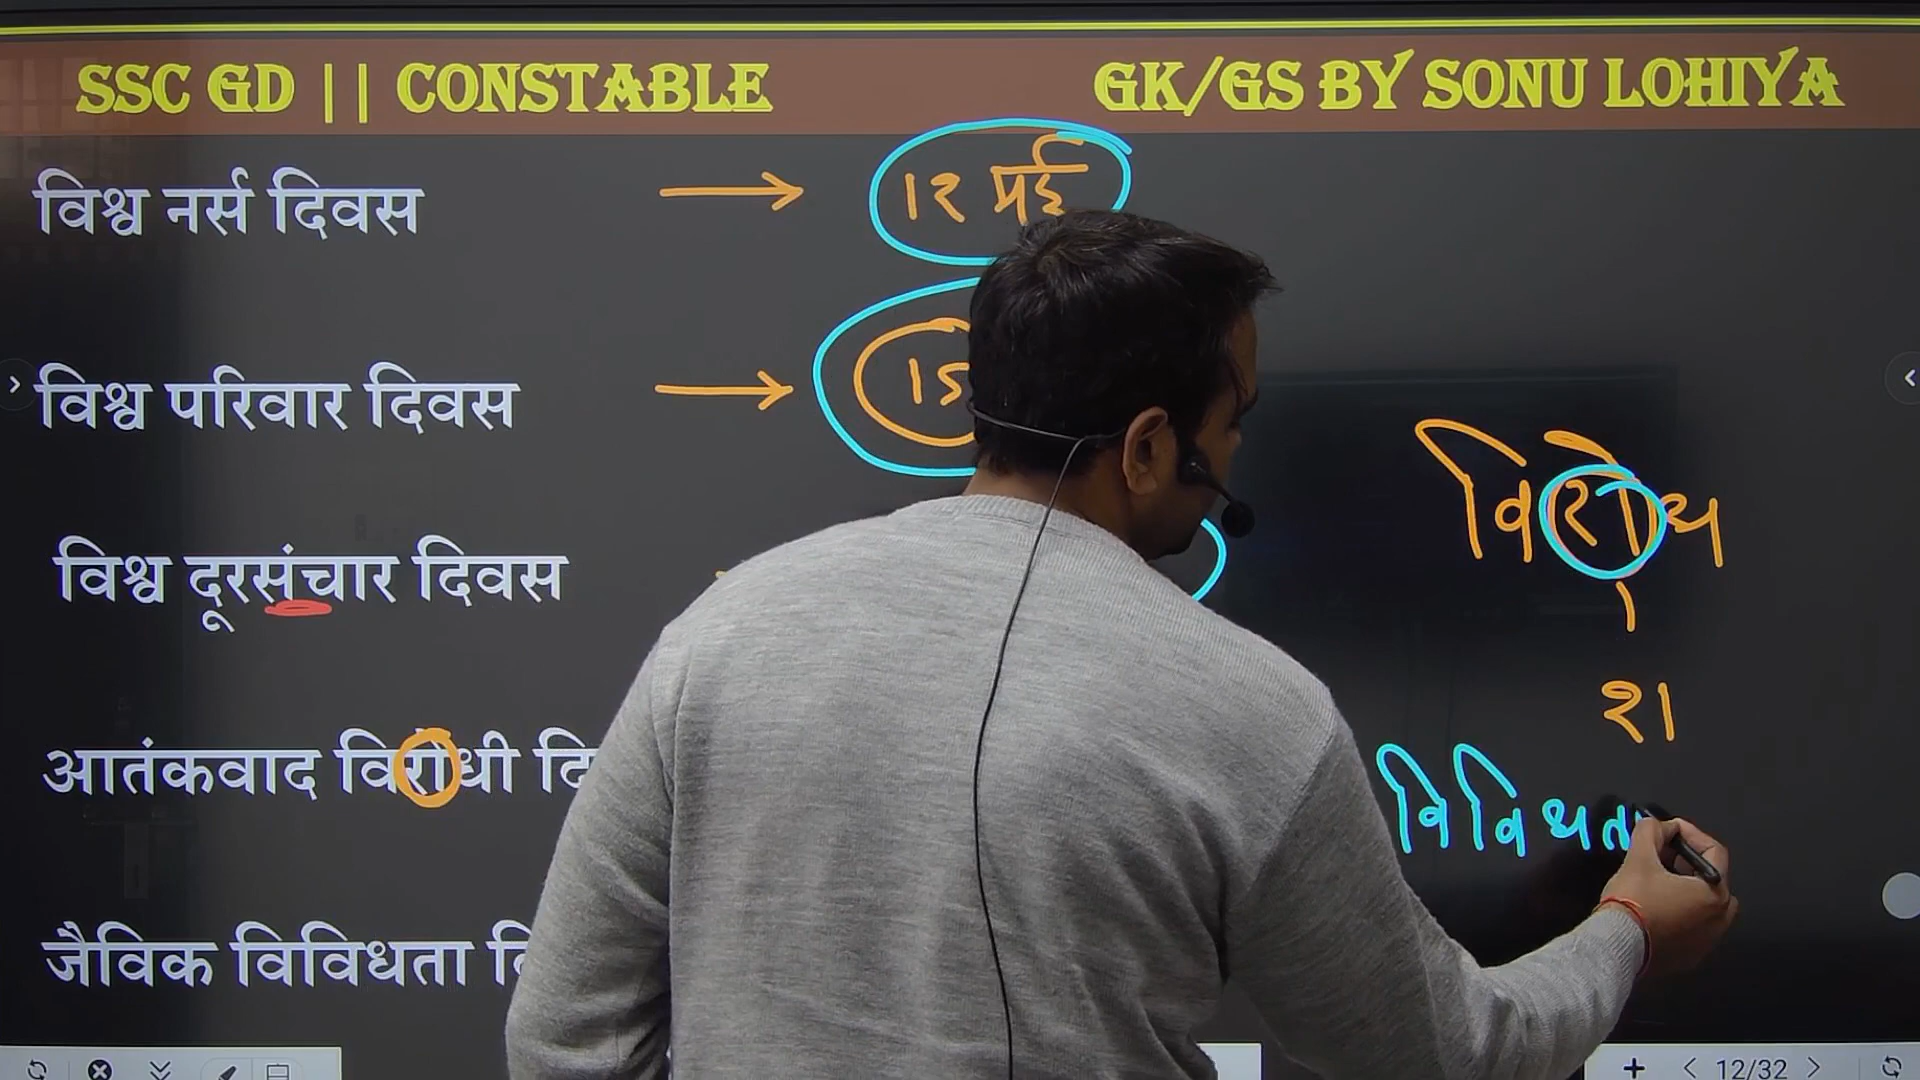 SSC GD || CONSTABLE GK/GS BY SONU LOHIYA
विश्व नर्स दिवस → १२ मई
विश्व परिवार दिवस → 15
विश्व दूरसंचार दिवस
विरोध
२१
आतंकवाद विरोधी दि
विविधता
जैविक विविधता दि
12/32